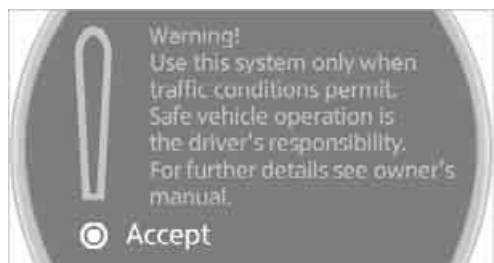 Warning!
Use this system only when
traffic conditions permit.
Safe vehicle operation is
the driver's responsibility.
For further details see owner's
manual.
Accept